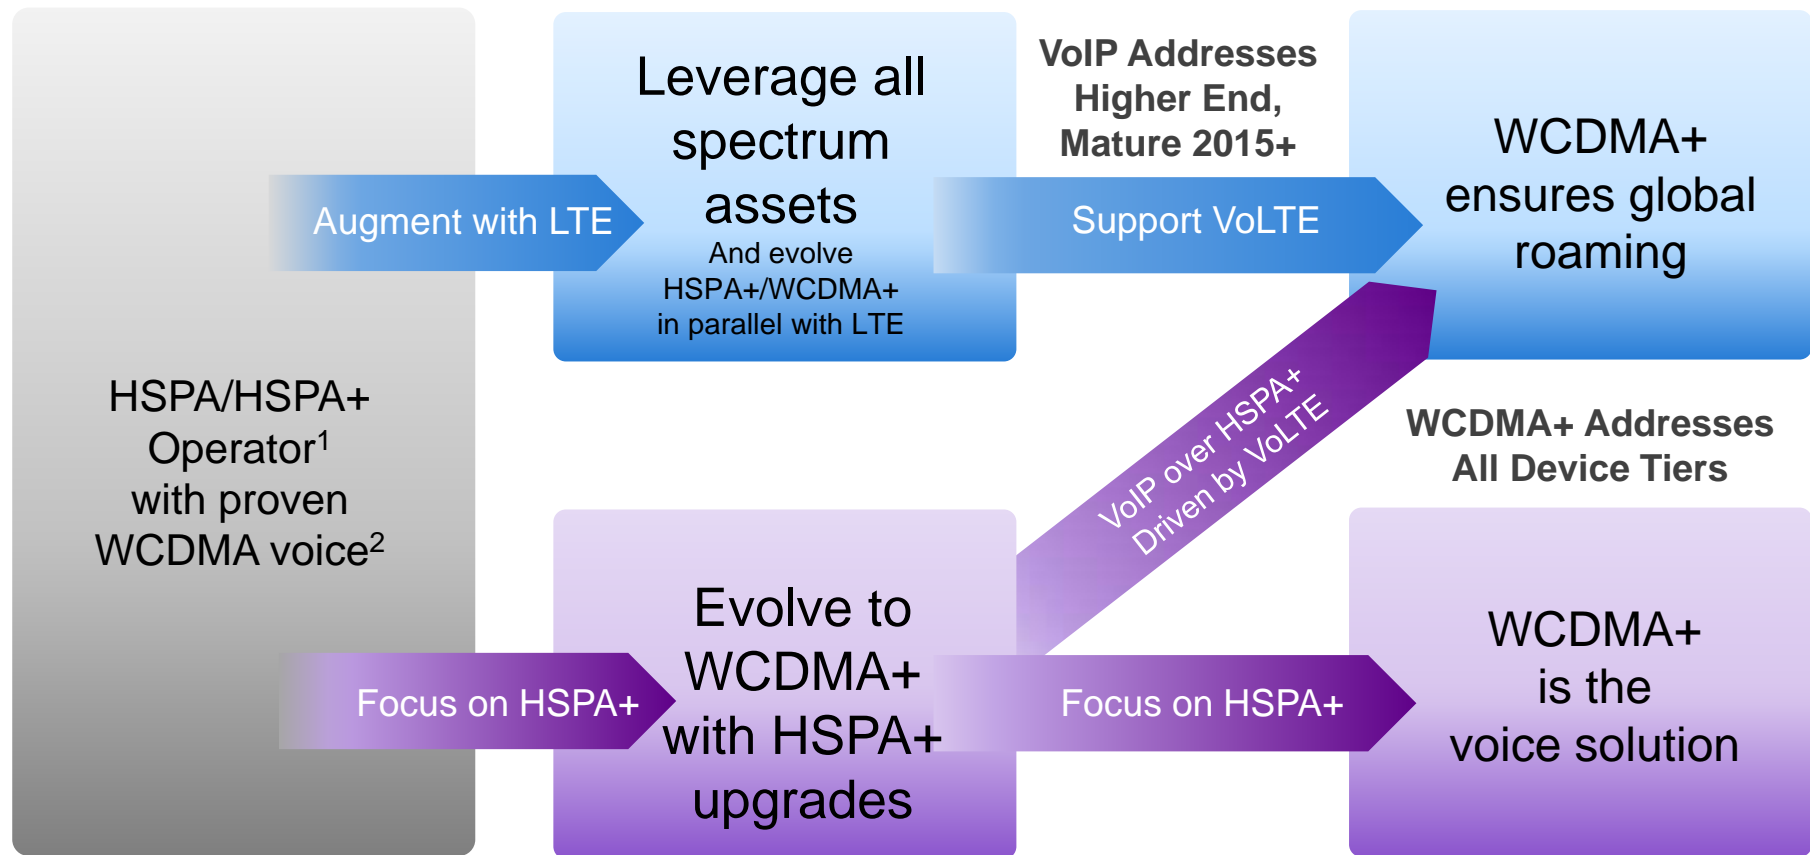 HSPA/HSPA+
Operator1
with proven
WCDMA voice2
Augment with LTE
Leverage all
spectrum
assets
And evolve
HSPA+/WCDMA+
in parallel with LTE
VoIP Addresses
Higher End,
Mature 2015+
Support VoLTE
WCDMA+
ensures global
roaming
VoIP over HSPA+
Driven by VoLTE
WCDMA+ Addresses
All Device Tiers
Focus on HSPA+
Evolve to
WCDMA+
with HSPA+
upgrades
Focus on HSPA+
WCDMA+
is the
voice solution